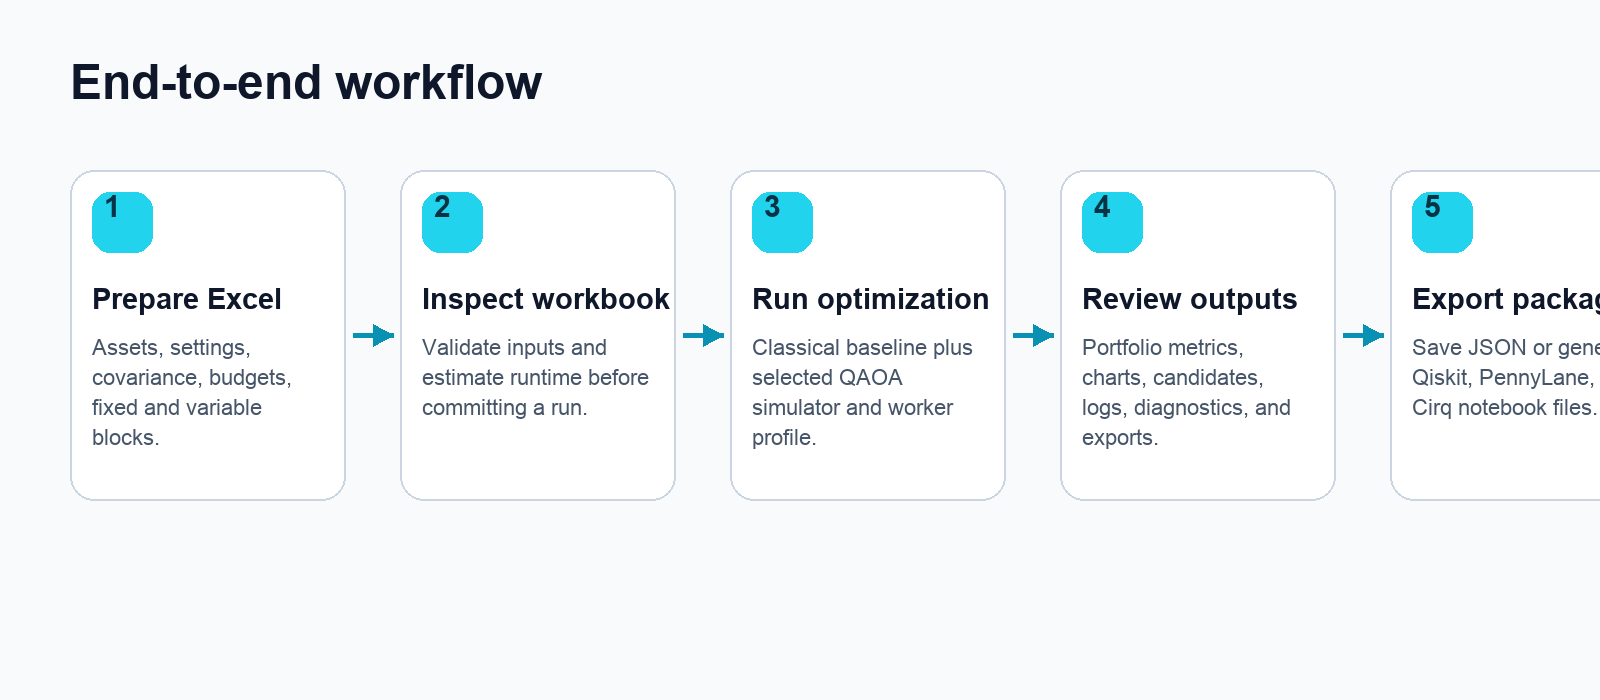 End-to-end workflow
1
Prepare Excel
Assets, settings,
covariance, budgets,
fixed and variable
blocks.
2
Inspect workbook
Validate inputs and
estimate runtime before
committing a run.
3
Run optimization
Classical baseline plus
selected QAOA
simulator and worker
profile.
4
Review outputs
Portfolio metrics,
charts, candidates,
logs, diagnostics, and
exports.
5
Export
Save JSON or
Qiskit, PennyLane,
Cirq notebook files.